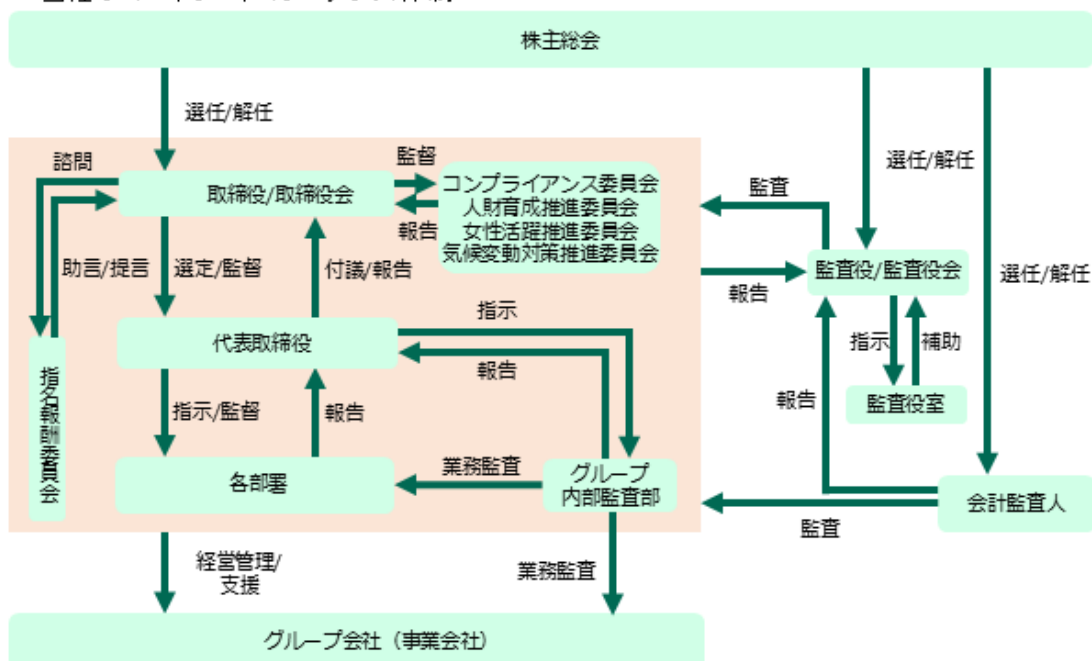 株主総会
選任/解任
選任/解任
選任/解任
諮問
取締役/取締役会
監督
報告
コンプライアンス委員会
人財育成推進委員会
女性活躍推進委員会
気候変動対策推進委員会
監査
報告
監査役/監査役会
助言/提言
選定/監督
付議/報告
代表取締役
指示
報告
指示
補助
監査役室
指名報酬委員会
指示/監督
報告
報告
各部署
業務監査
グループ
内部監査部
監査
会計監査人
経営管理/
支援
業務監査
グループ会社（事業会社）